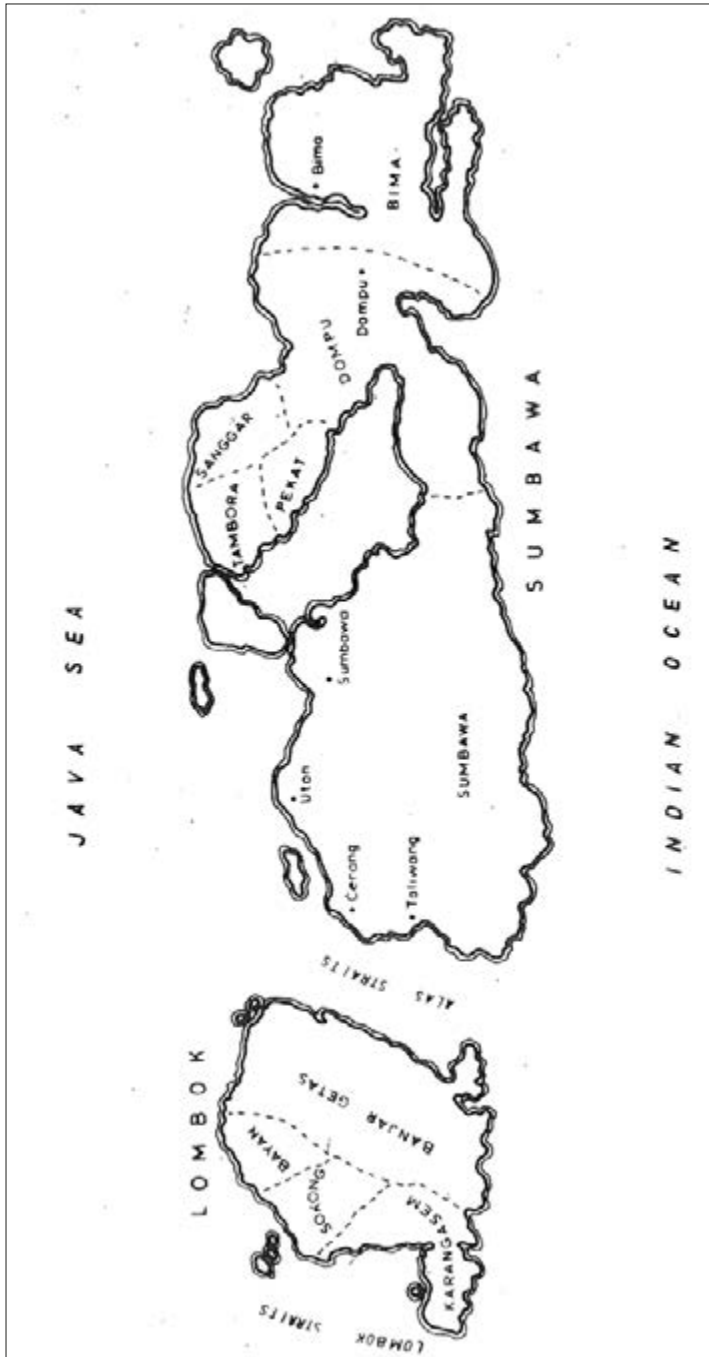 JAVA SEA
LOMBOK
BAYAN
SOKONG
BANJAR GETAS
KARANGASEM
LOMBOK STRAITS
ALAS STRAITS
Utan
Sumbawa
Taliwang
SUMBAWA
TAMBORA
SANGGAR
PEKAT
DOMPU
Dompu
Bima
BIMA
SUMBAWA
INDIAN OCEAN